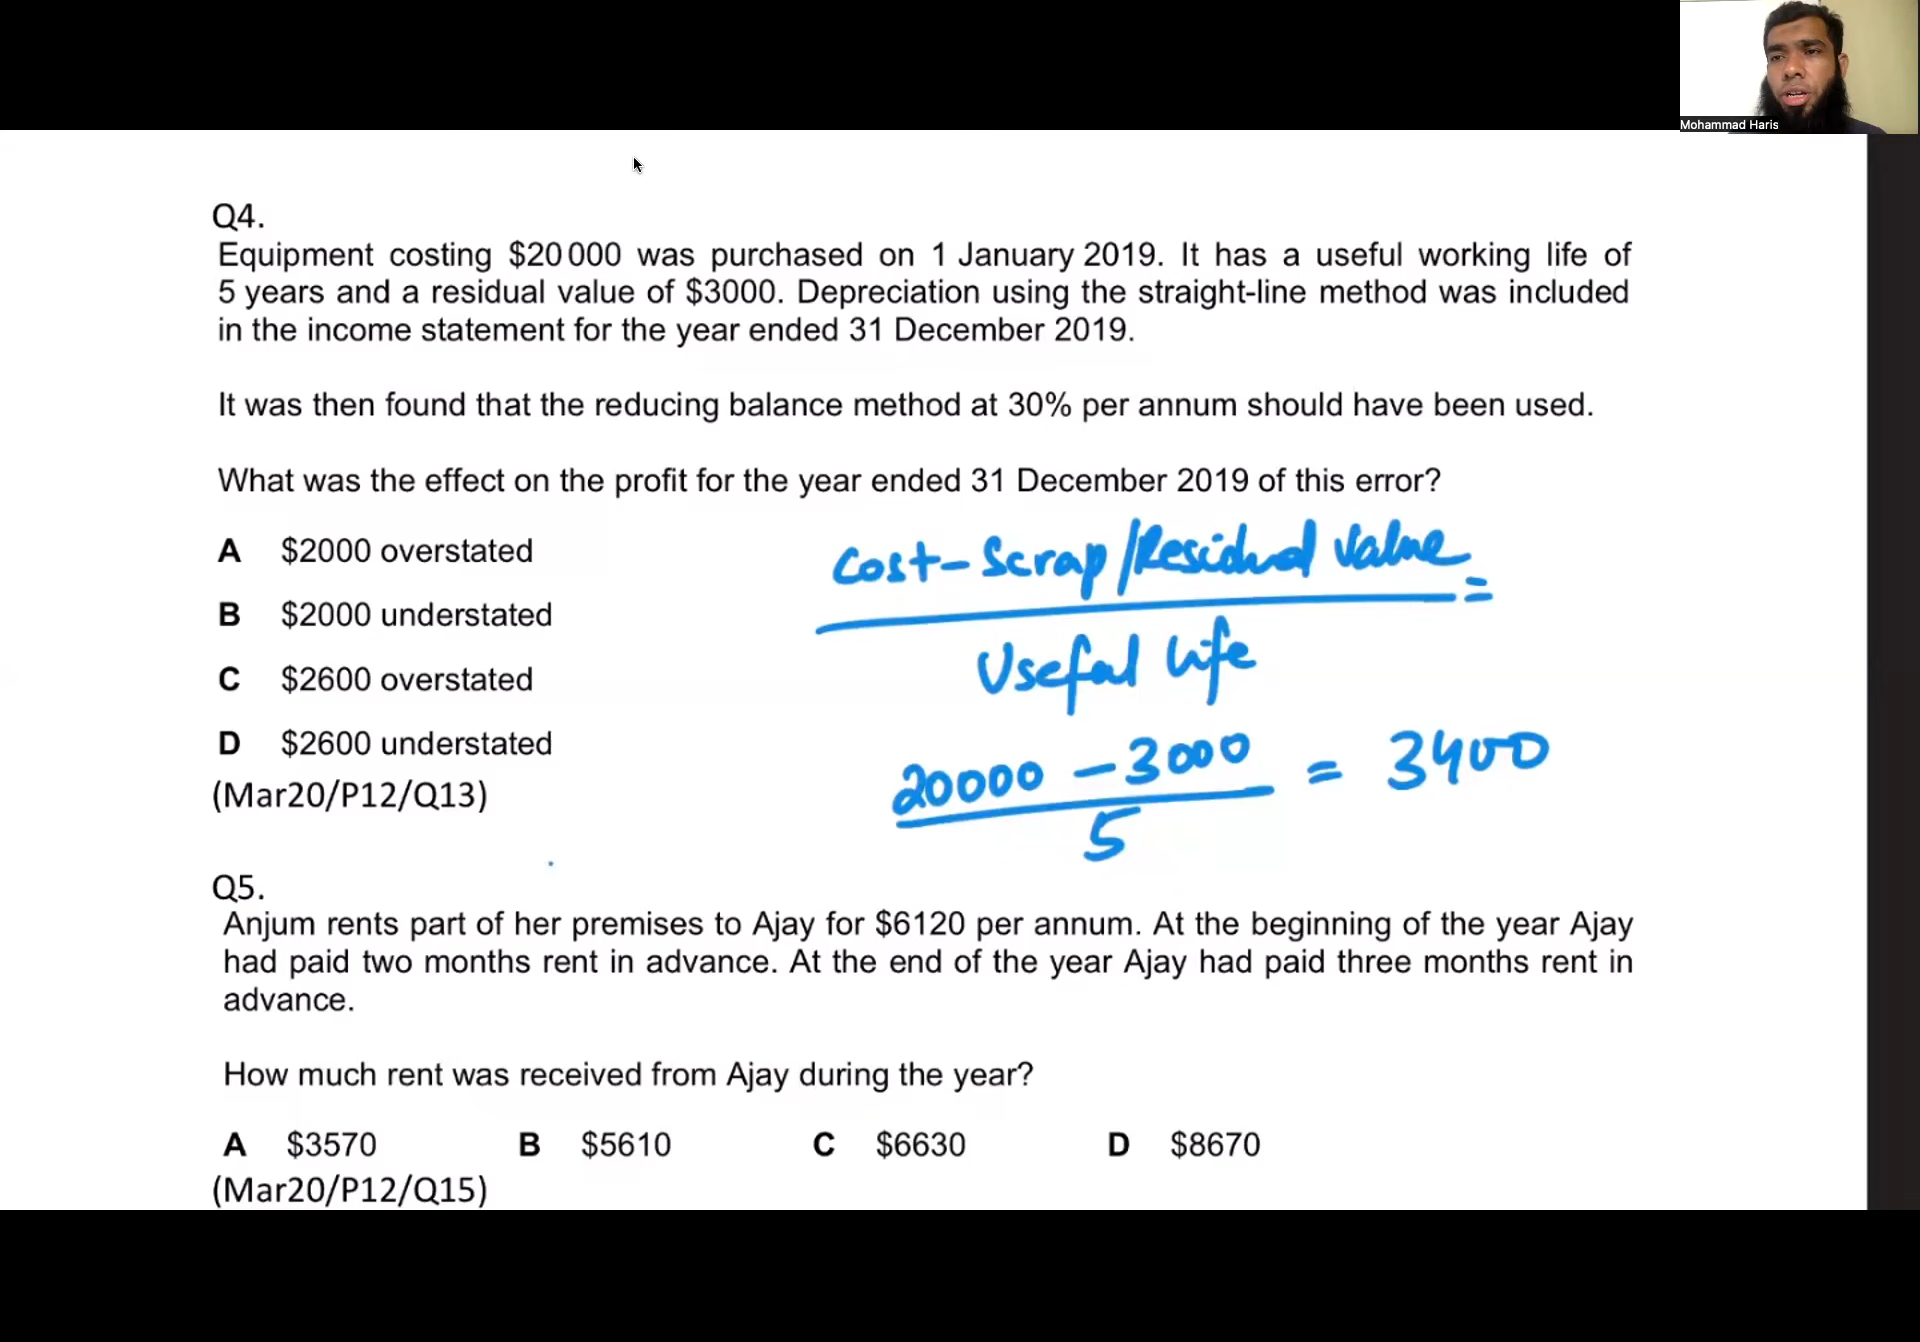 Mohammad Haris
Q4.
Equipment costing $20 000 was purchased on 1 January 2019. It has a useful working life of
5 years and a residual value of $3000. Depreciation using the straight-line method was included
in the income statement for the year ended 31 December 2019.
It was then found that the reducing balance method at 30% per annum should have been used.
What was the effect on the profit for the year ended 31 December 2019 of this error?
A $2000 overstated
B $2000 understated
C $2600 overstated
D $2600 understated
(Mar20/P12/Q13)
Cost - Scrap/Residual Value =
Useful life
20000 - 3000 = 3400
5
Q5.
Anjum rents part of her premises to Ajay for $6120 per annum. At the beginning of the year Ajay
had paid two months rent in advance. At the end of the year Ajay had paid three months rent in
advance.
How much rent was received from Ajay during the year?
A $3570 B $5610 C $6630 D $8670
(Mar20/P12/Q15)